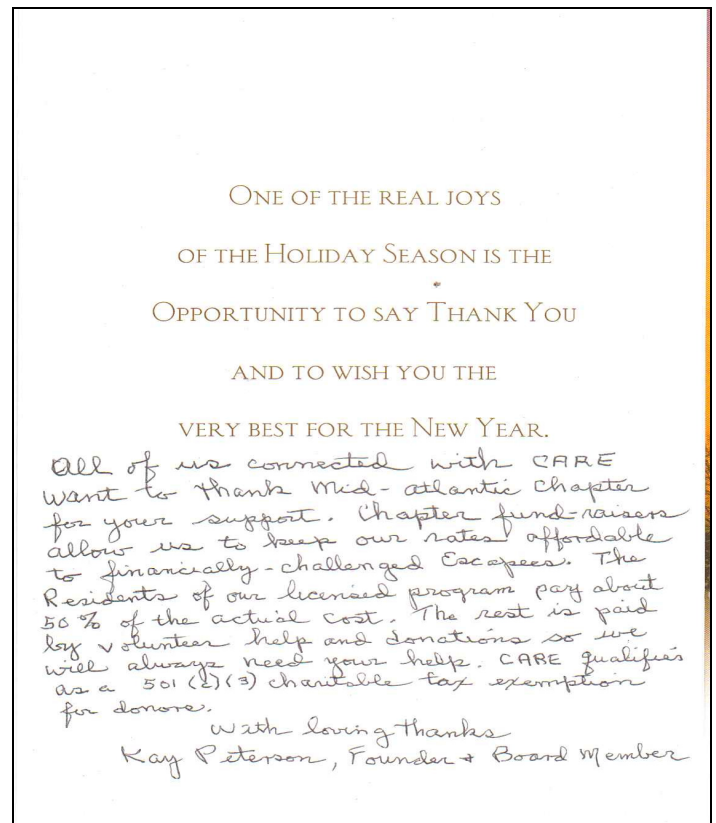 ONE OF THE REAL JOYS
OF THE HOLIDAY SEASON IS THE
OPPORTUNITY TO SAY THANK YOU
AND TO WISH YOU THE
VERY BEST FOR THE NEW YEAR.
All of us connected with CARE
want to thank Mid-atlantic Chapter
for your support. Chapter fund-raisers
allow us to keep our rates affordable
to financially-challenged Escapees. The
Residents of our licensed program pay about
50% of the actual cost. The rest is paid
by volunteer help and donations so we
will always need your help. CARE qualifies
as a 501(c)(3) charitable tax exemption
for donors.
With loving thanks
Kay Peterson, Founder + Board Member